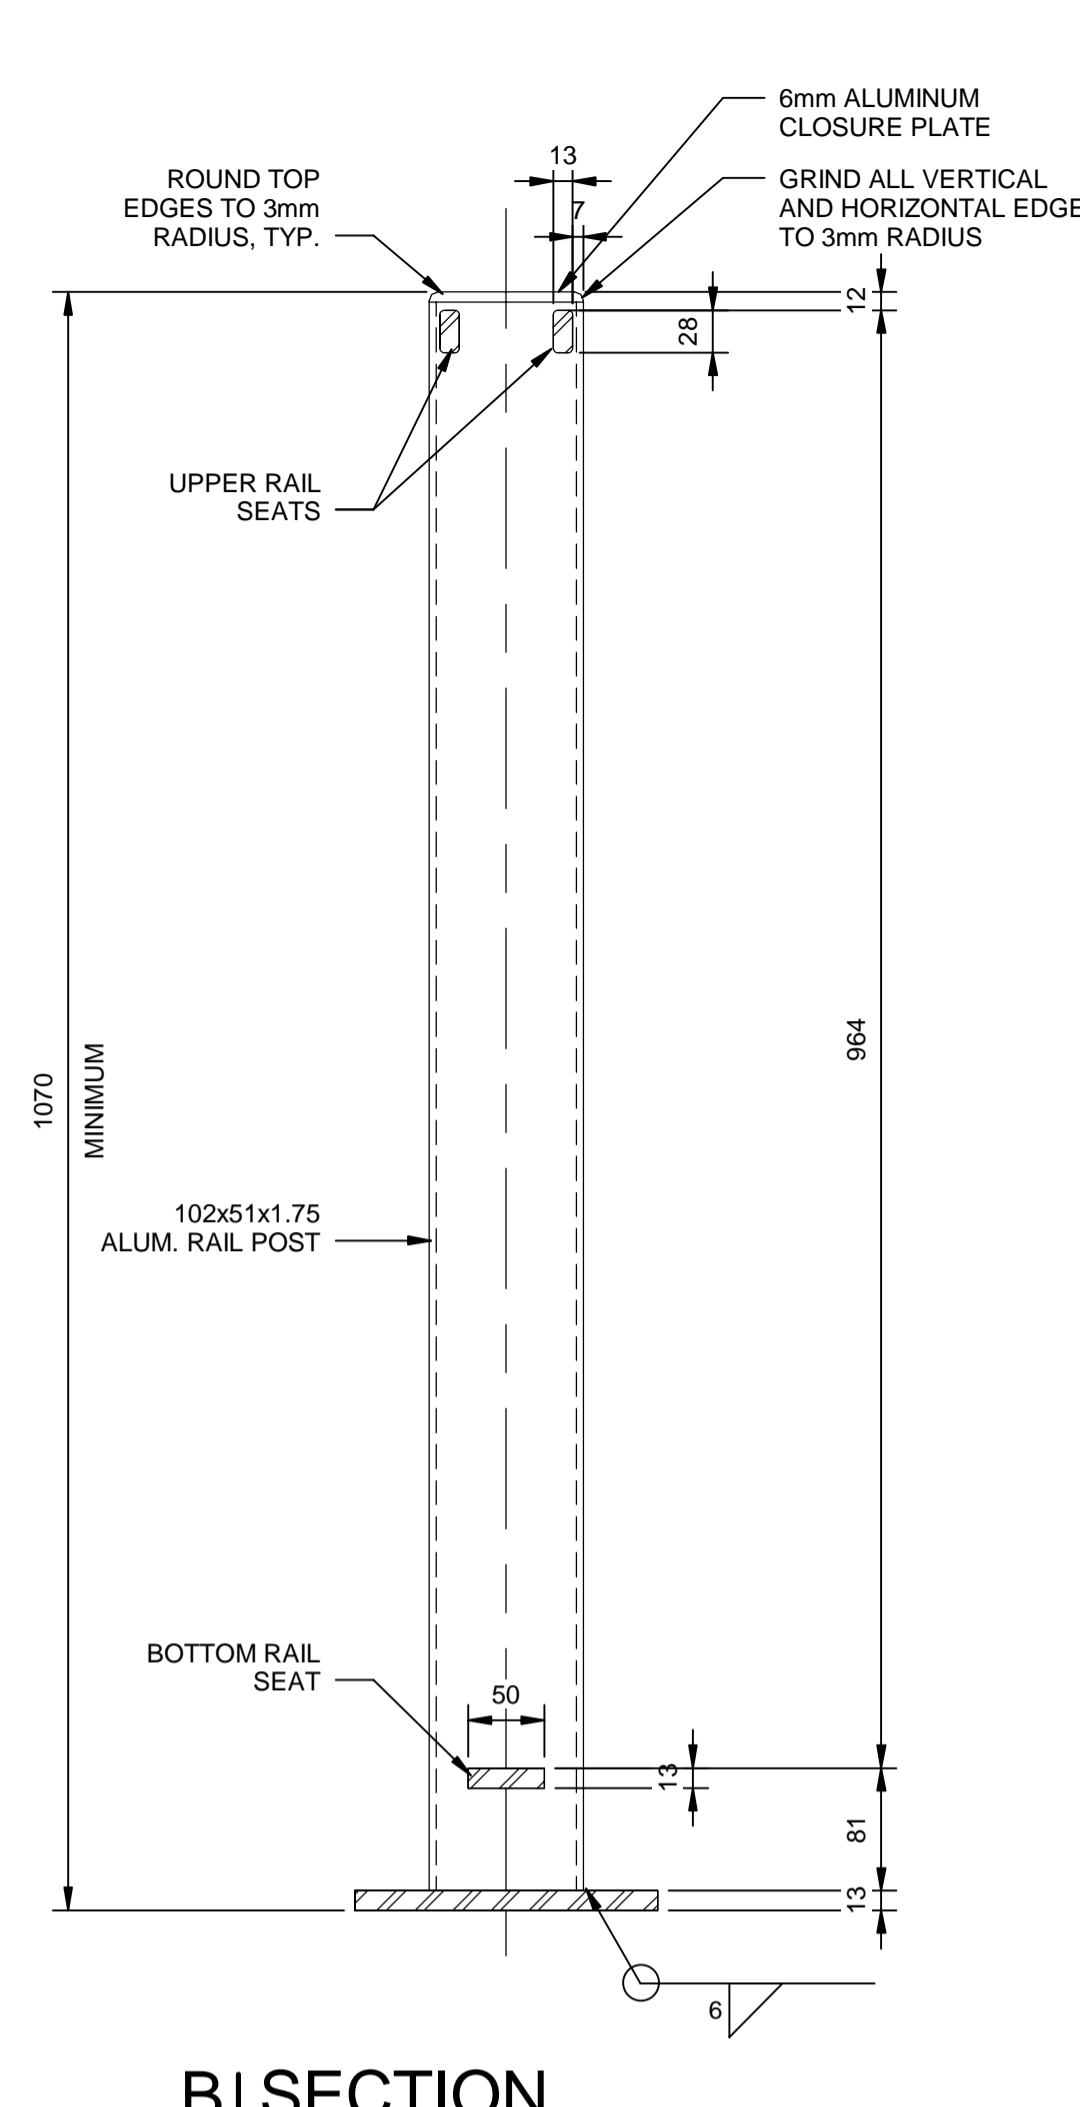 6mm ALUMINUM
CLOSURE PLATE
13
ROUND TOP
EDGES TO 3mm
RADIUS, TYP.
GRIND ALL VERTICAL
AND HORIZONTAL EDGE
TO 3mm RADIUS
7
12
28
UPPER RAIL
SEATS
964
1070
MINIMUM
102x51x1.75
ALUM. RAIL POST
BOTTOM RAIL
SEAT
50
13
81
13
6
B SECTION